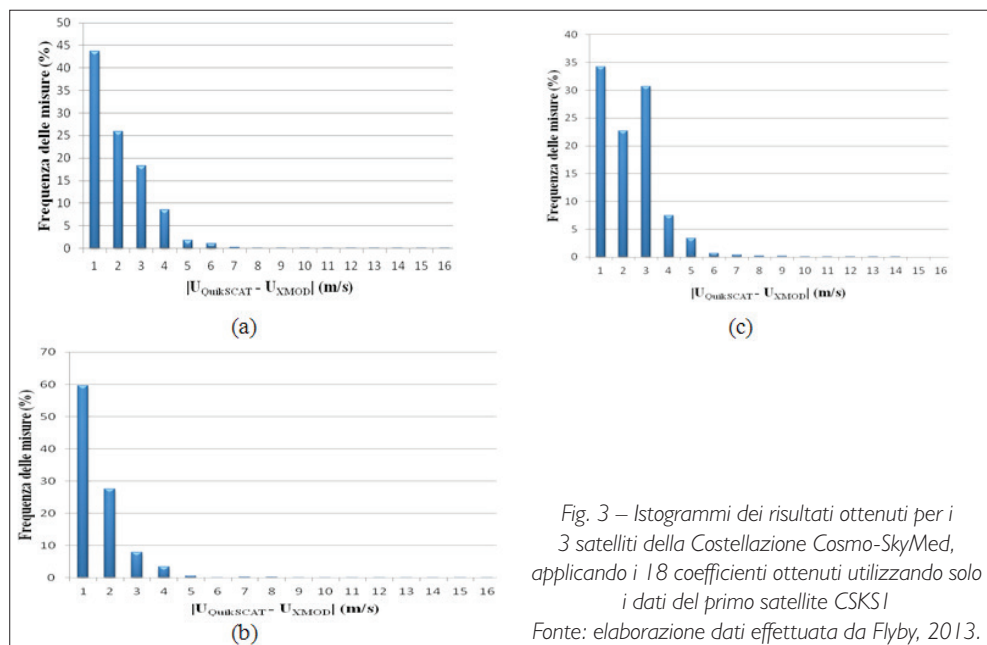 50
45
40
35
30
25
20
15
10
5
0
Frequenza delle misure (%)
1 2 3 4 5 6 7 8 9 10 11 12 13 14 15 16
|U QuikSCAT - U XMOD| (m/s)
(a)
40
35
30
25
20
15
10
5
0
Frequenza delle misure (%)
1 2 3 4 5 6 7 8 9 10 11 12 13 14 15 16
|U QuikSCAT - U XMOD| (m/s)
(c)
70
60
50
40
30
20
10
0
Frequenza delle misure (%)
1 2 3 4 5 6 7 8 9 10 11 12 13 14 15 16
|U QuikSCAT - U XMOD| (m/s)
(b)
Fig. 3 – Istogrammi dei risultati ottenuti per i
3 satelliti della Costellazione Cosmo-SkyMed,
applicando i 18 coefficienti ottenuti utilizzando solo
i dati del primo satellite CSKS1
Fonte: elaborazione dati effettuata da Flyby, 2013.